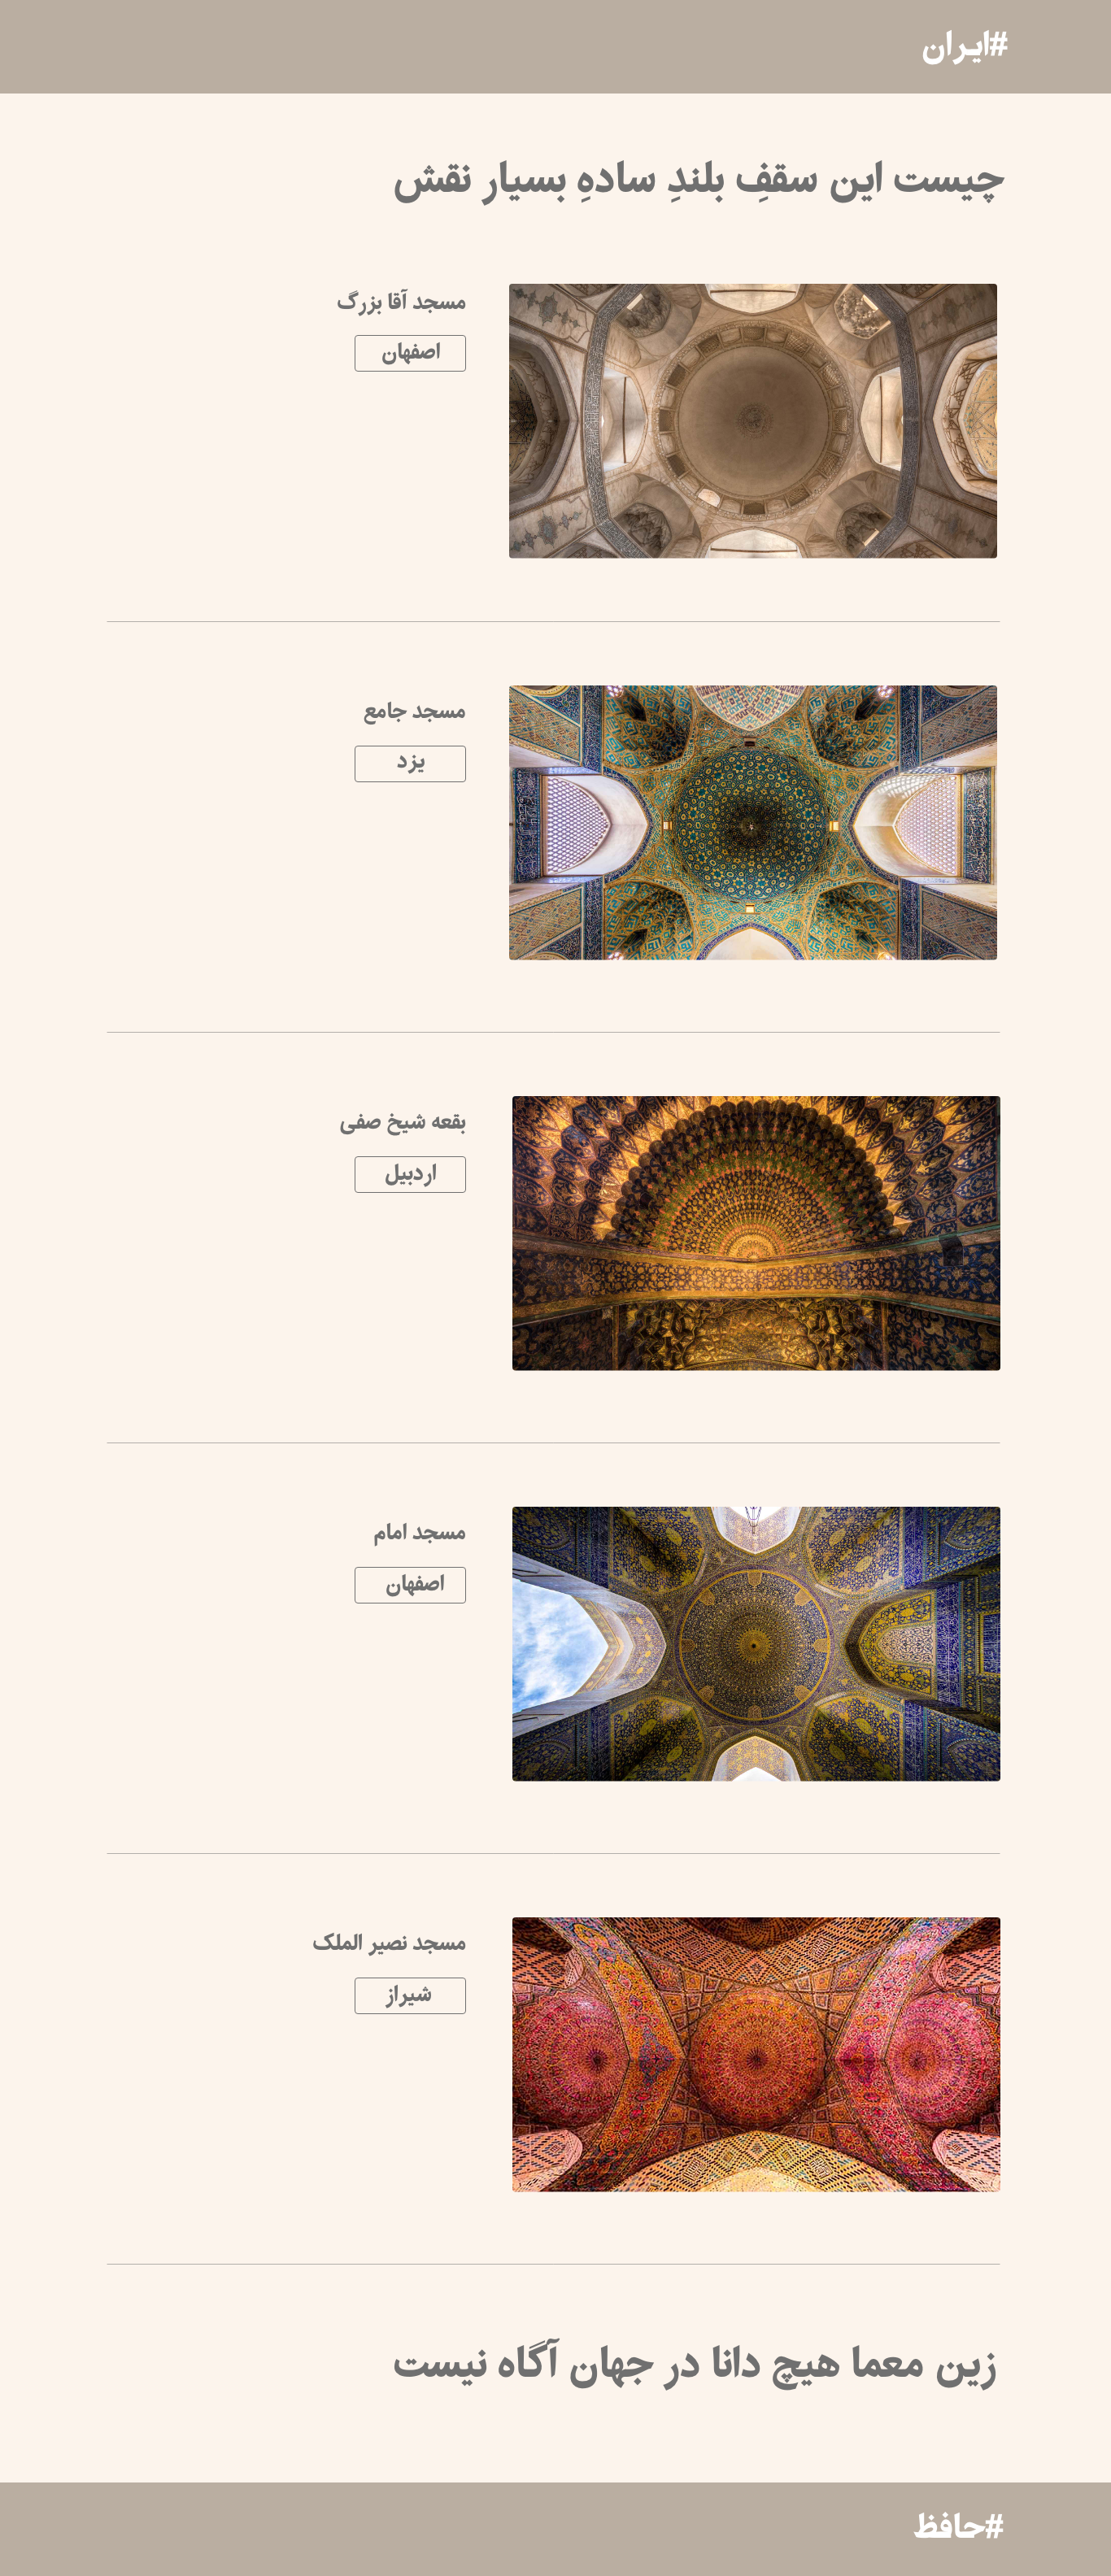 #ایران
چیست این سقفِ بلندِ سادهِ بسیار نقش
مسجد آقا بزرگ
اصفهان
مسجد جامع
یزد
بقعه شیخ صفی
اردبیل
مسجد امام
اصفهان
مسجد نصیر الملک
شیراز
زین معما هیچ دانا در جهان آگاه نیست
#حافظ